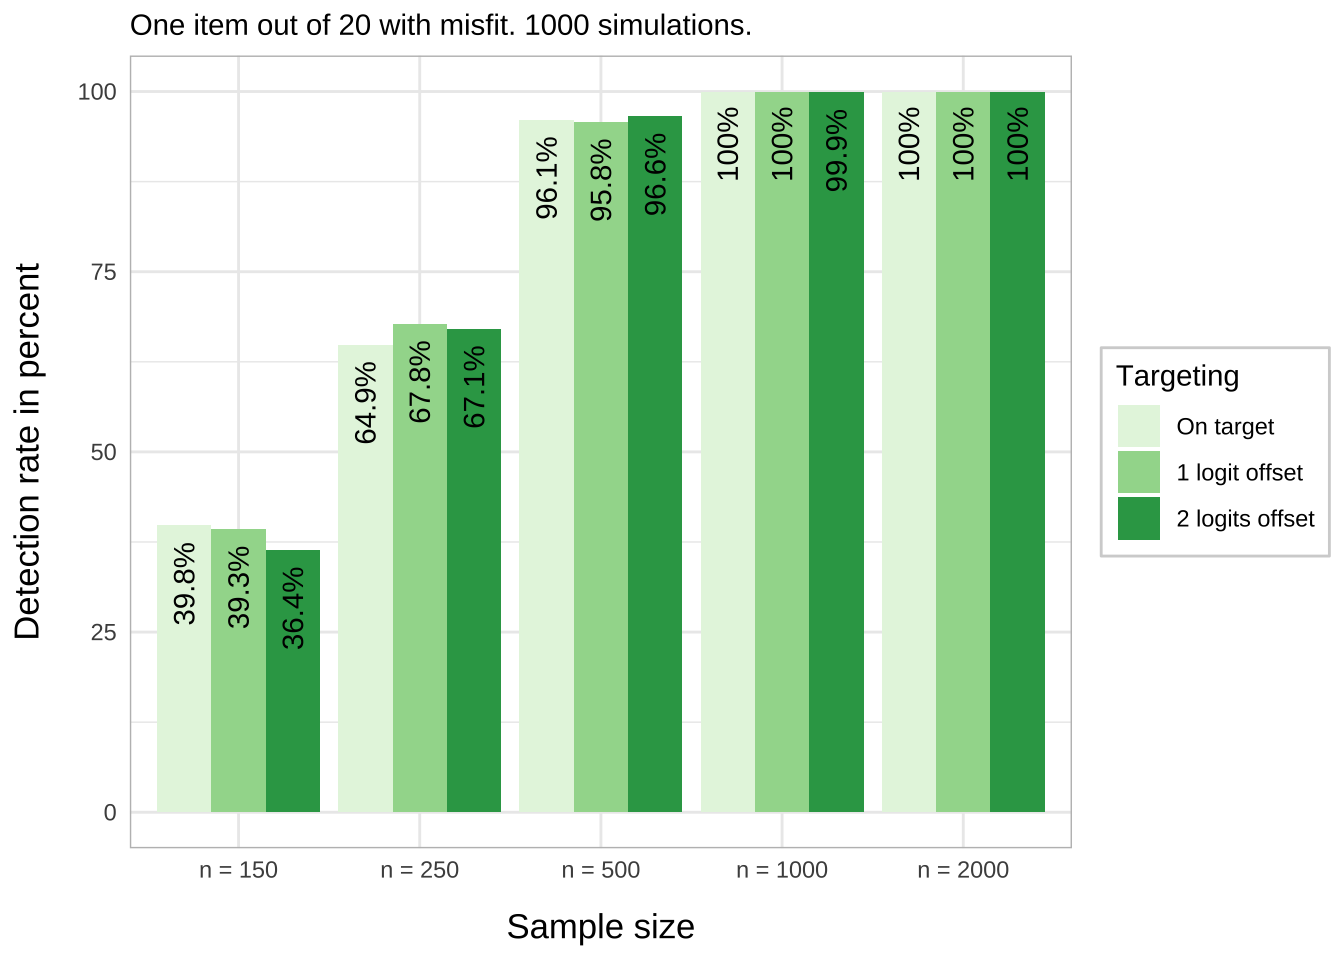 One item out of 20 with misfit. 1000 simulations.
Detection rate in percent
100
75
50
25
0
39.8%
39.3%
36.4%
64.9%
67.8%
67.1%
96.1%
95.8%
96.6%
100%
100%
99.9%
100%
100%
100%
n = 150
n = 250
n = 500
n = 1000
n = 2000
Sample size
Targeting
On target
1 logit offset
2 logits offset